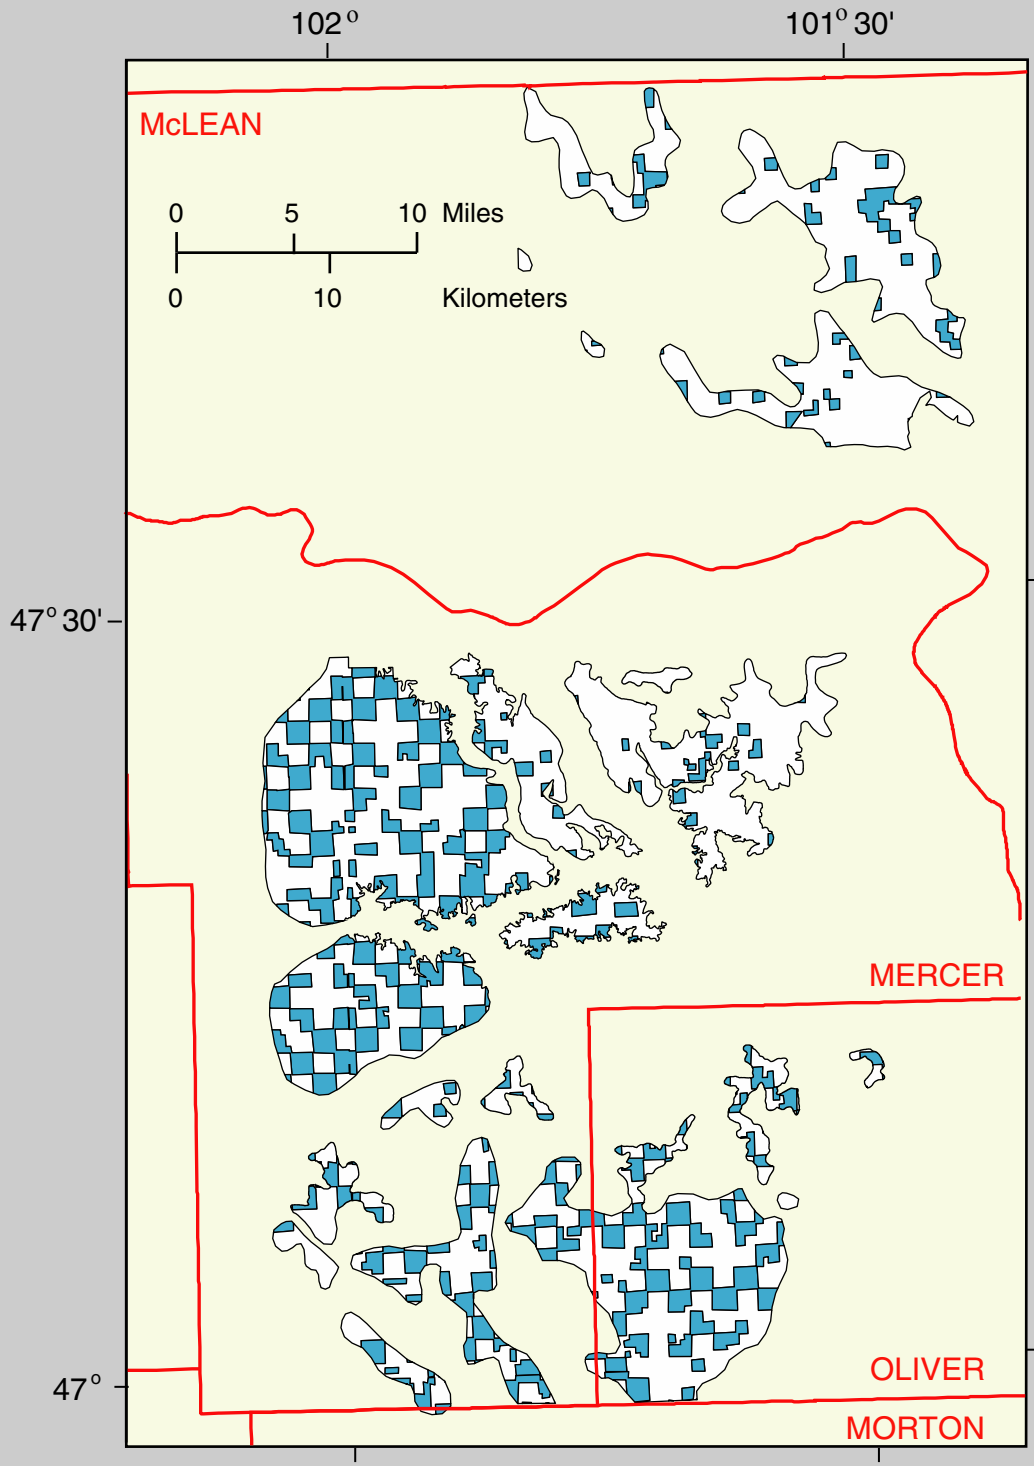 102° 101° 30'
McLEAN
0 5 10 Miles
0 10 Kilometers
47° 30'
MERCER
OLIVER
47°
MORTON